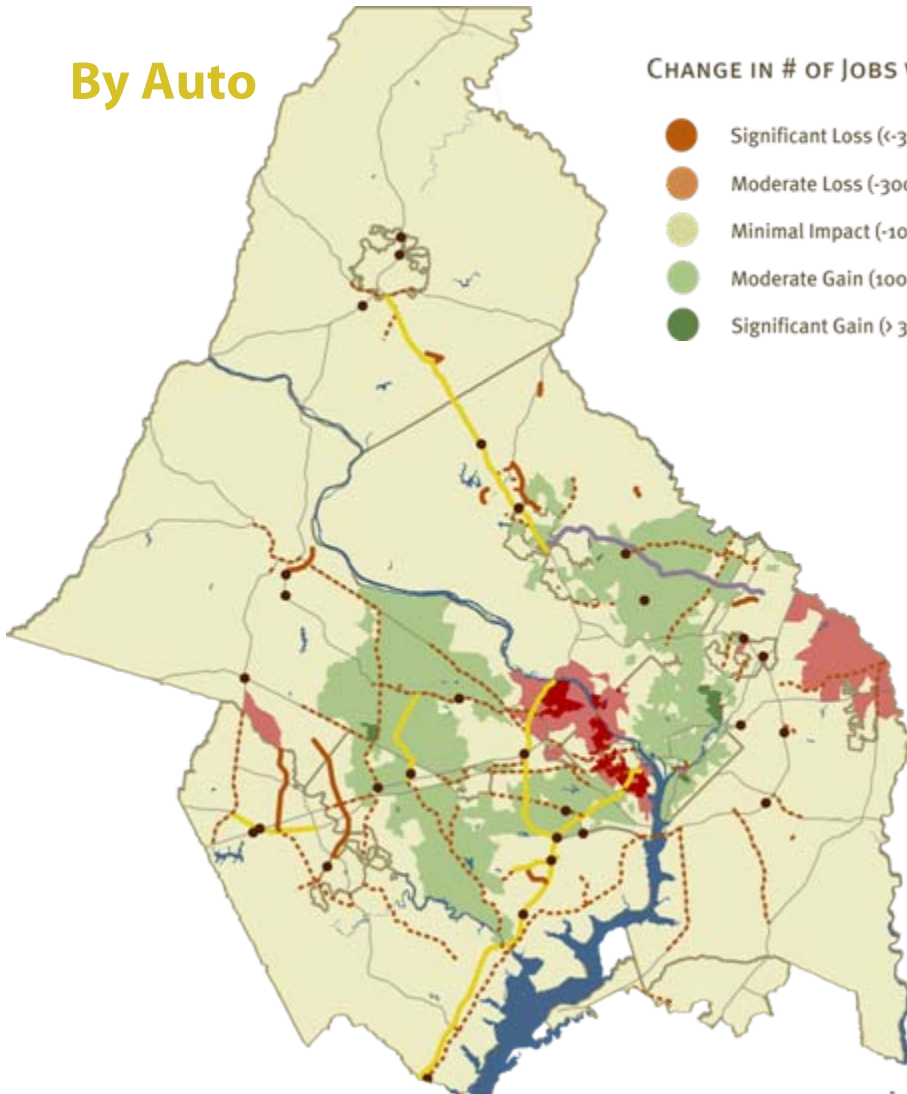 By Auto
CHANGE IN # OF JOBS
Significant Loss (<-3
Moderate Loss (-300
Minimal Impact (-10
Moderate Gain (100
Significant Gain (> 3